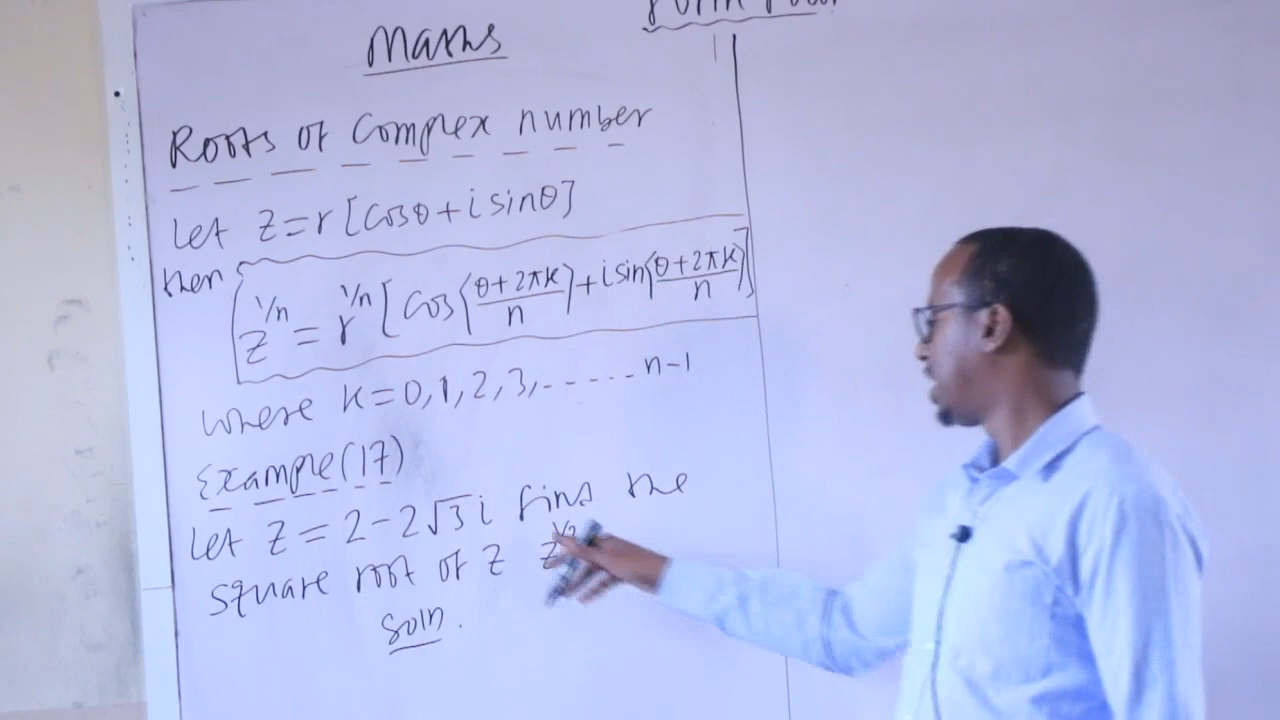 Maths
Roots of Complex number
Let z=r[cosθ+i sinθ]
then
z^1/n = r^1/n [cos(θ+2πk/n)+i sin(θ+2πk/n)]
where k=0,1,2,3,------n-1
Example(17)
Let z=2-2√3i find the
square root of z z^1/2
Soln.